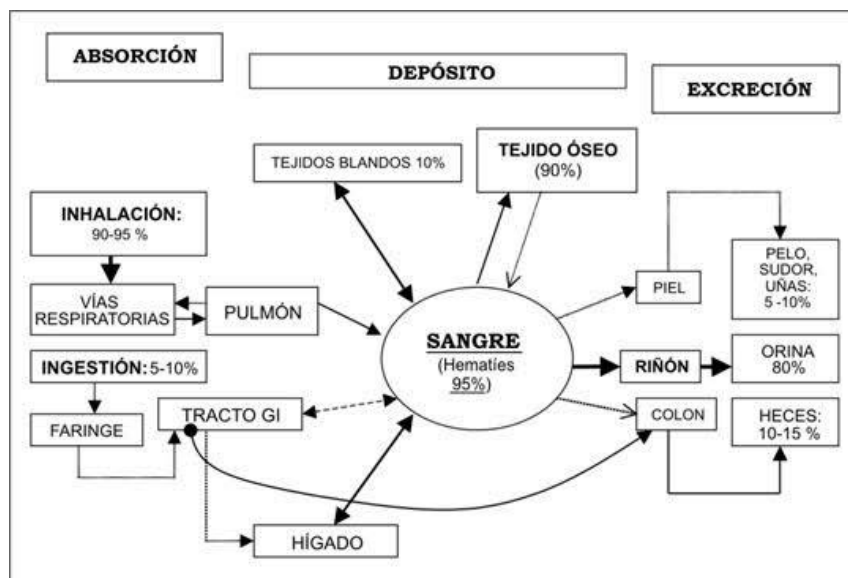 ABSORCIÓN
DEPÓSITO
EXCRECIÓN
TEJIDOS BLANDOS 10%
TEJIDO ÓSEO
(90%)
INHALACIÓN:
90-95 %
VÍAS
RESPIRATORIAS
PULMÓN
INGESTIÓN: 5-10%
FARINGE
TRACTO GI
HÍGADO
SANGRE
(Hematíes
95%)
PIEL
PELO,
SUDOR,
UÑAS:
5 -10%
RIÑÓN
ORINA
80%
COLON
HECES:
10-15 %